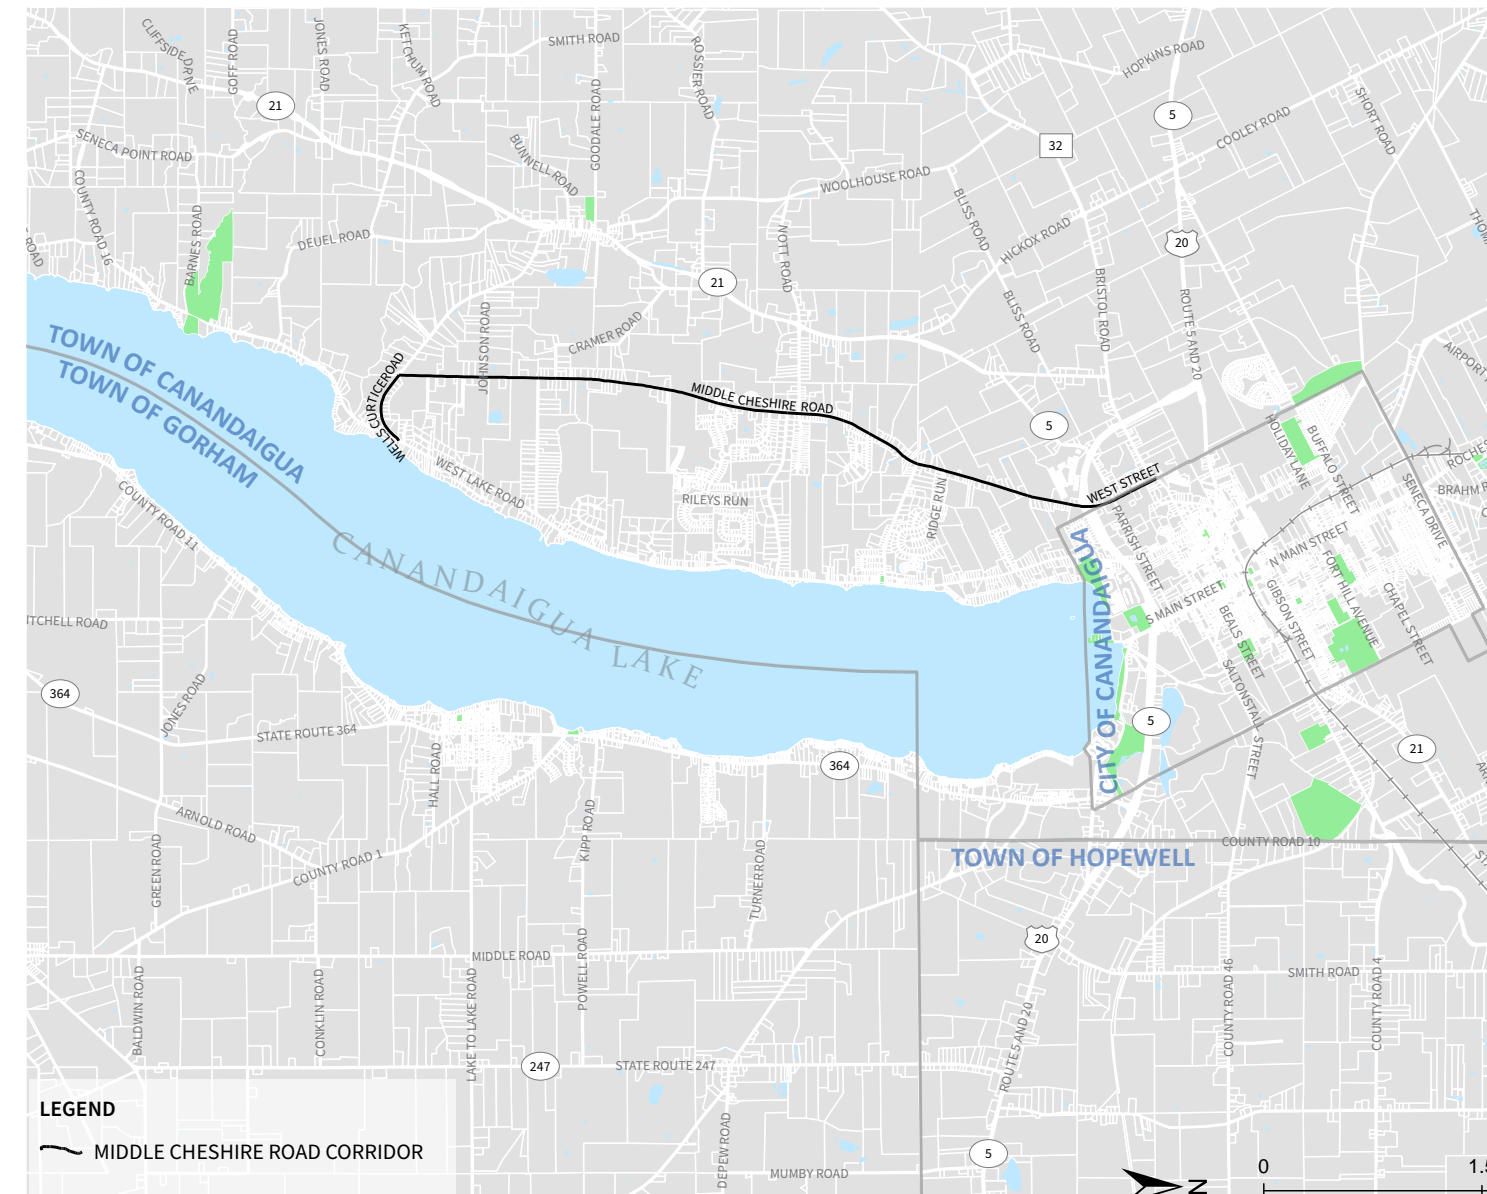 CLIFFSIDE DRIVE
GOFF ROAD
JONES ROAD
KETCHUM ROAD
SMITH ROAD
ROSSIER ROAD
HOPKINS ROAD
21
5
SHORT ROAD
COOLEY ROAD
SENECA POINT ROAD
GOODALE ROAD
BUNNELL ROAD
32
WOOLHOUSE ROAD
COUNTY ROAD 16
BARNES ROAD
DEUEL ROAD
NOTT ROAD
BLISS ROAD
HICKOX ROAD
20
ROAD
21
BLISS ROAD
BRISTOL ROAD
ROUTE 5 AND 20
JOHNSON ROAD
CRAMER ROAD
AIRPORT
TOWN OF CANANDAIGUA
TOWN OF GORHAM
WELLS CURTICE ROAD
MIDDLE CHESHIRE ROAD
5
HOLIDAY LANE
BUFFALO STREET
WEST LAKE ROAD
RILEYS RUN
RIDGE RUN
WEST STREET
PARRISH STREET
SENECA DRIVE
BRAHM
COUNTY ROAD 11
CANANDAIGUA LAKE
CITY OF CANANDAIGUA
N MAIN STREET
S MAIN STREET
FORT HILL AVENUE
GIBSON STREET
CHAPEL STREET
BEALS STREET
SALTONSTALL STREET
ITCHELL ROAD
364
JONES ROAD
STATE ROUTE 364
HALL ROAD
364
5
21
ARNOLD ROAD
GREEN ROAD
COUNTY ROAD 1
KIPP ROAD
TURNER ROAD
TOWN OF HOPEWELL
COUNTY ROAD 10
20
MIDDLE ROAD
POWELL ROAD
BALDWIN ROAD
CONKLIN ROAD
LAKE TO LAKE ROAD
SMITH ROAD
COUNTY ROAD 46
COUNTY ROAD 4
ROUTE 5 AND 20
247
STATE ROUTE 247
DEPEW ROAD
MUMBY ROAD
5
LEGEND
MIDDLE CHESHIRE ROAD CORRIDOR
N
0